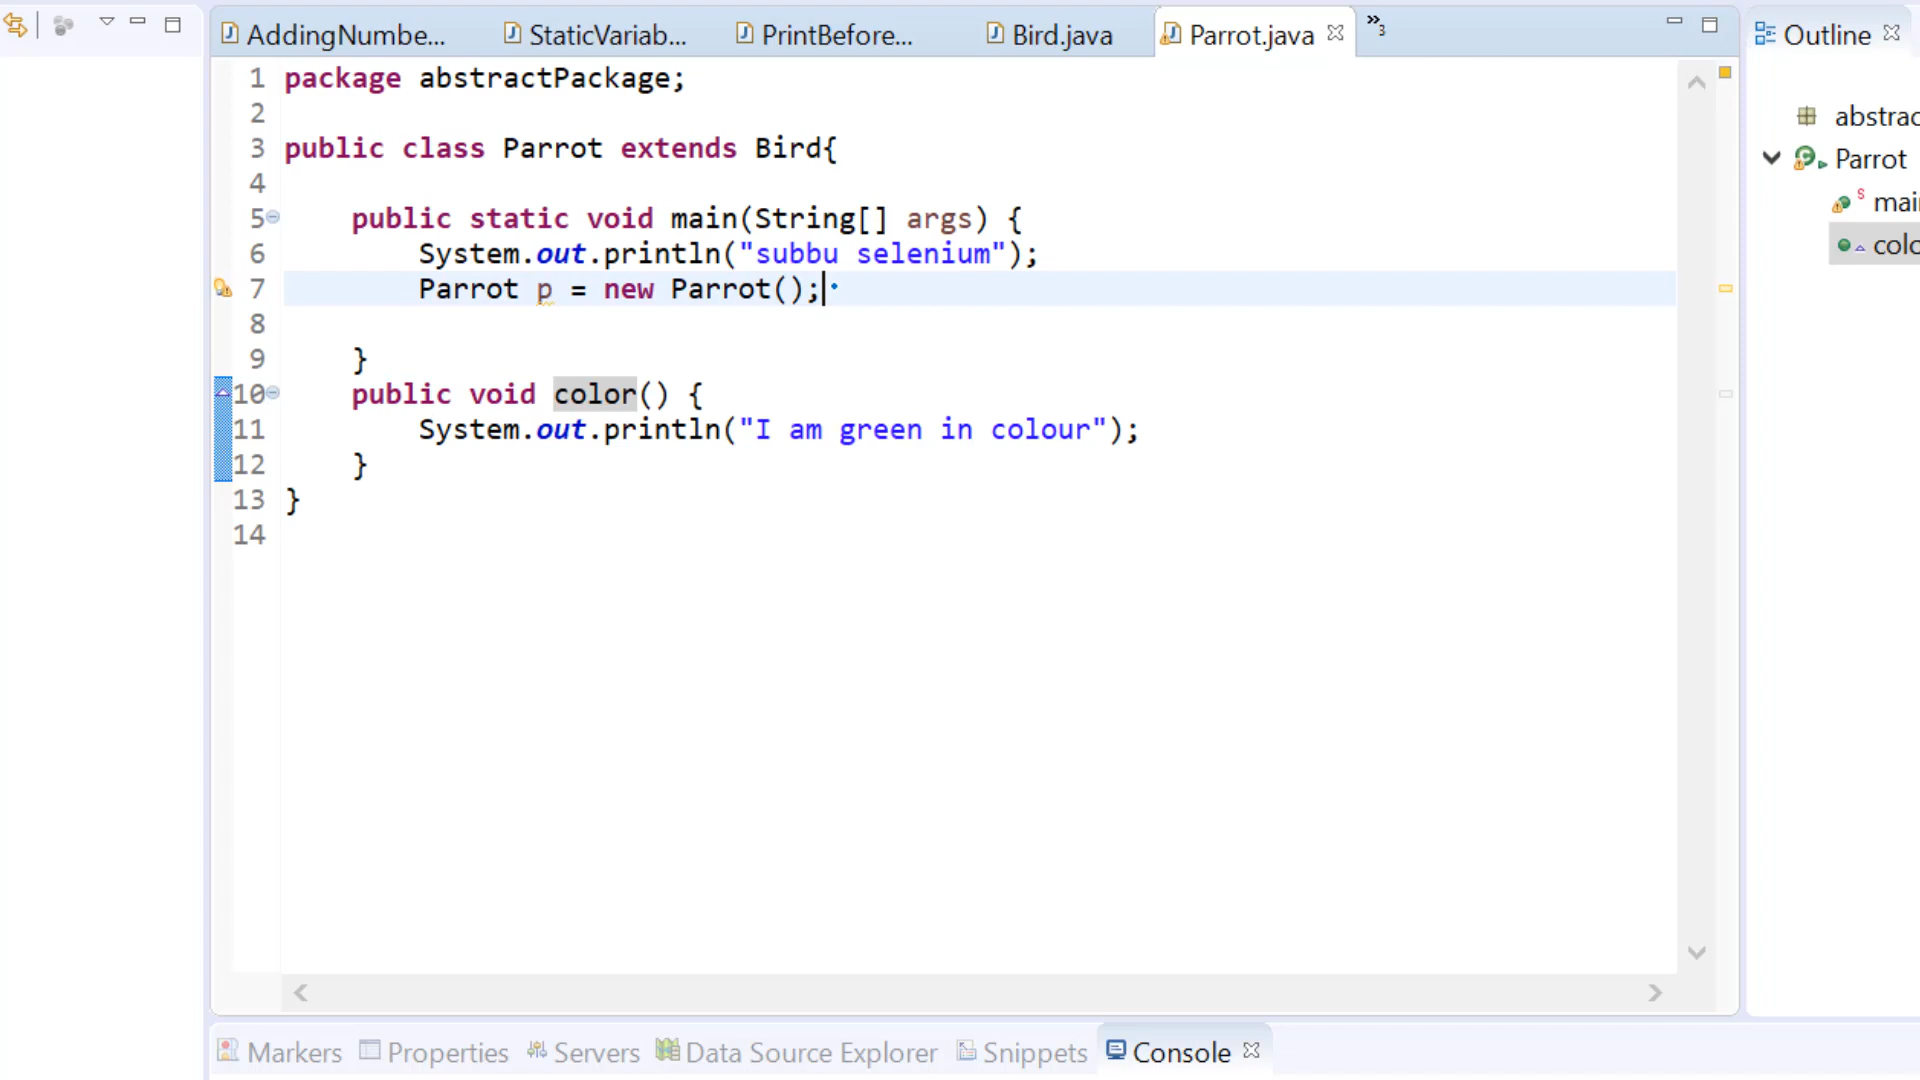 AddingNumbe... StaticVariab... PrintBefore... Bird.java Parrot.java »3 Outline
1 package abstractPackage;
2
3 public class Parrot extends Bird{
4
5 public static void main(String[] args) {
6 System.out.println("subbu selenium");
7 Parrot p = new Parrot();
8
9 }
10 public void color() {
11 System.out.println("I am green in colour");
12 }
13 }
14
abstrac
Parrot
S mai
colo
Markers Properties Servers Data Source Explorer Snippets Console